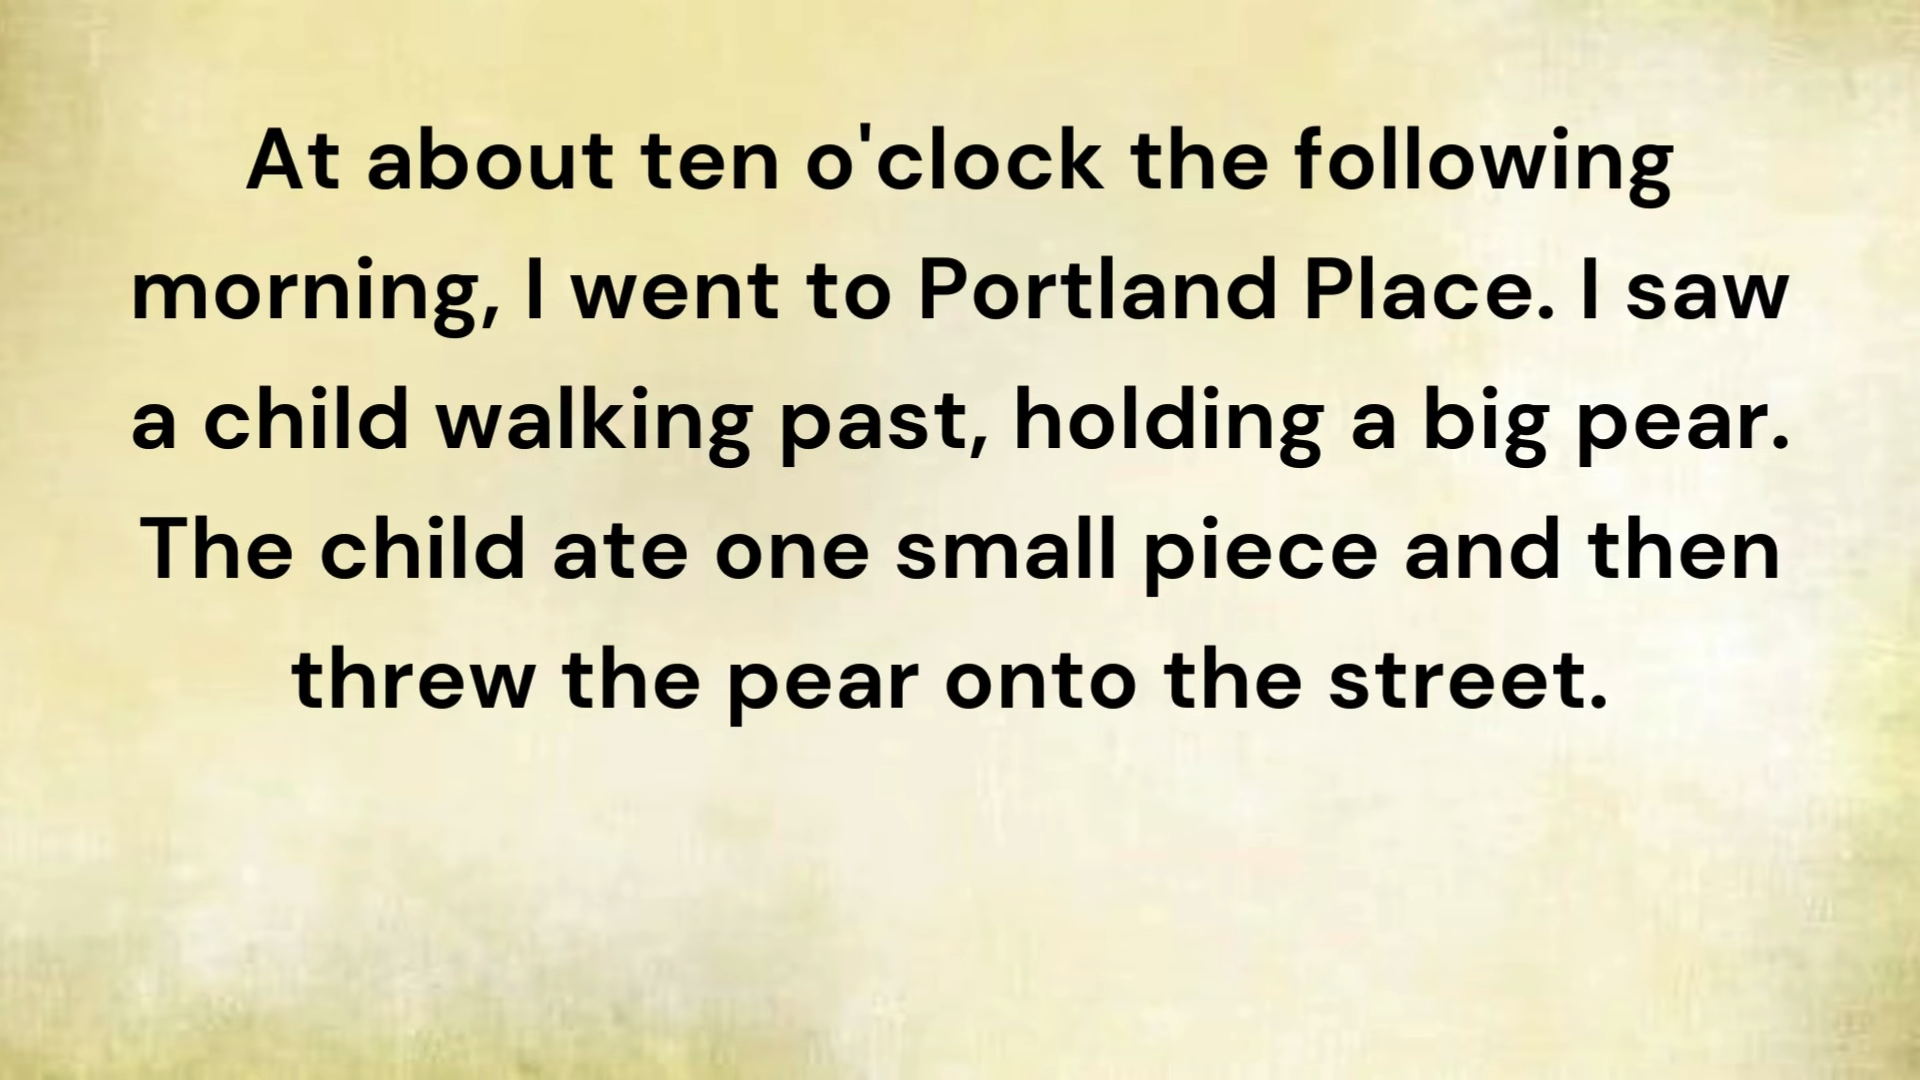 At about ten o'clock the following
morning, I went to Portland Place. I saw
a child walking past, holding a big pear.
The child ate one small piece and then
threw the pear onto the street.